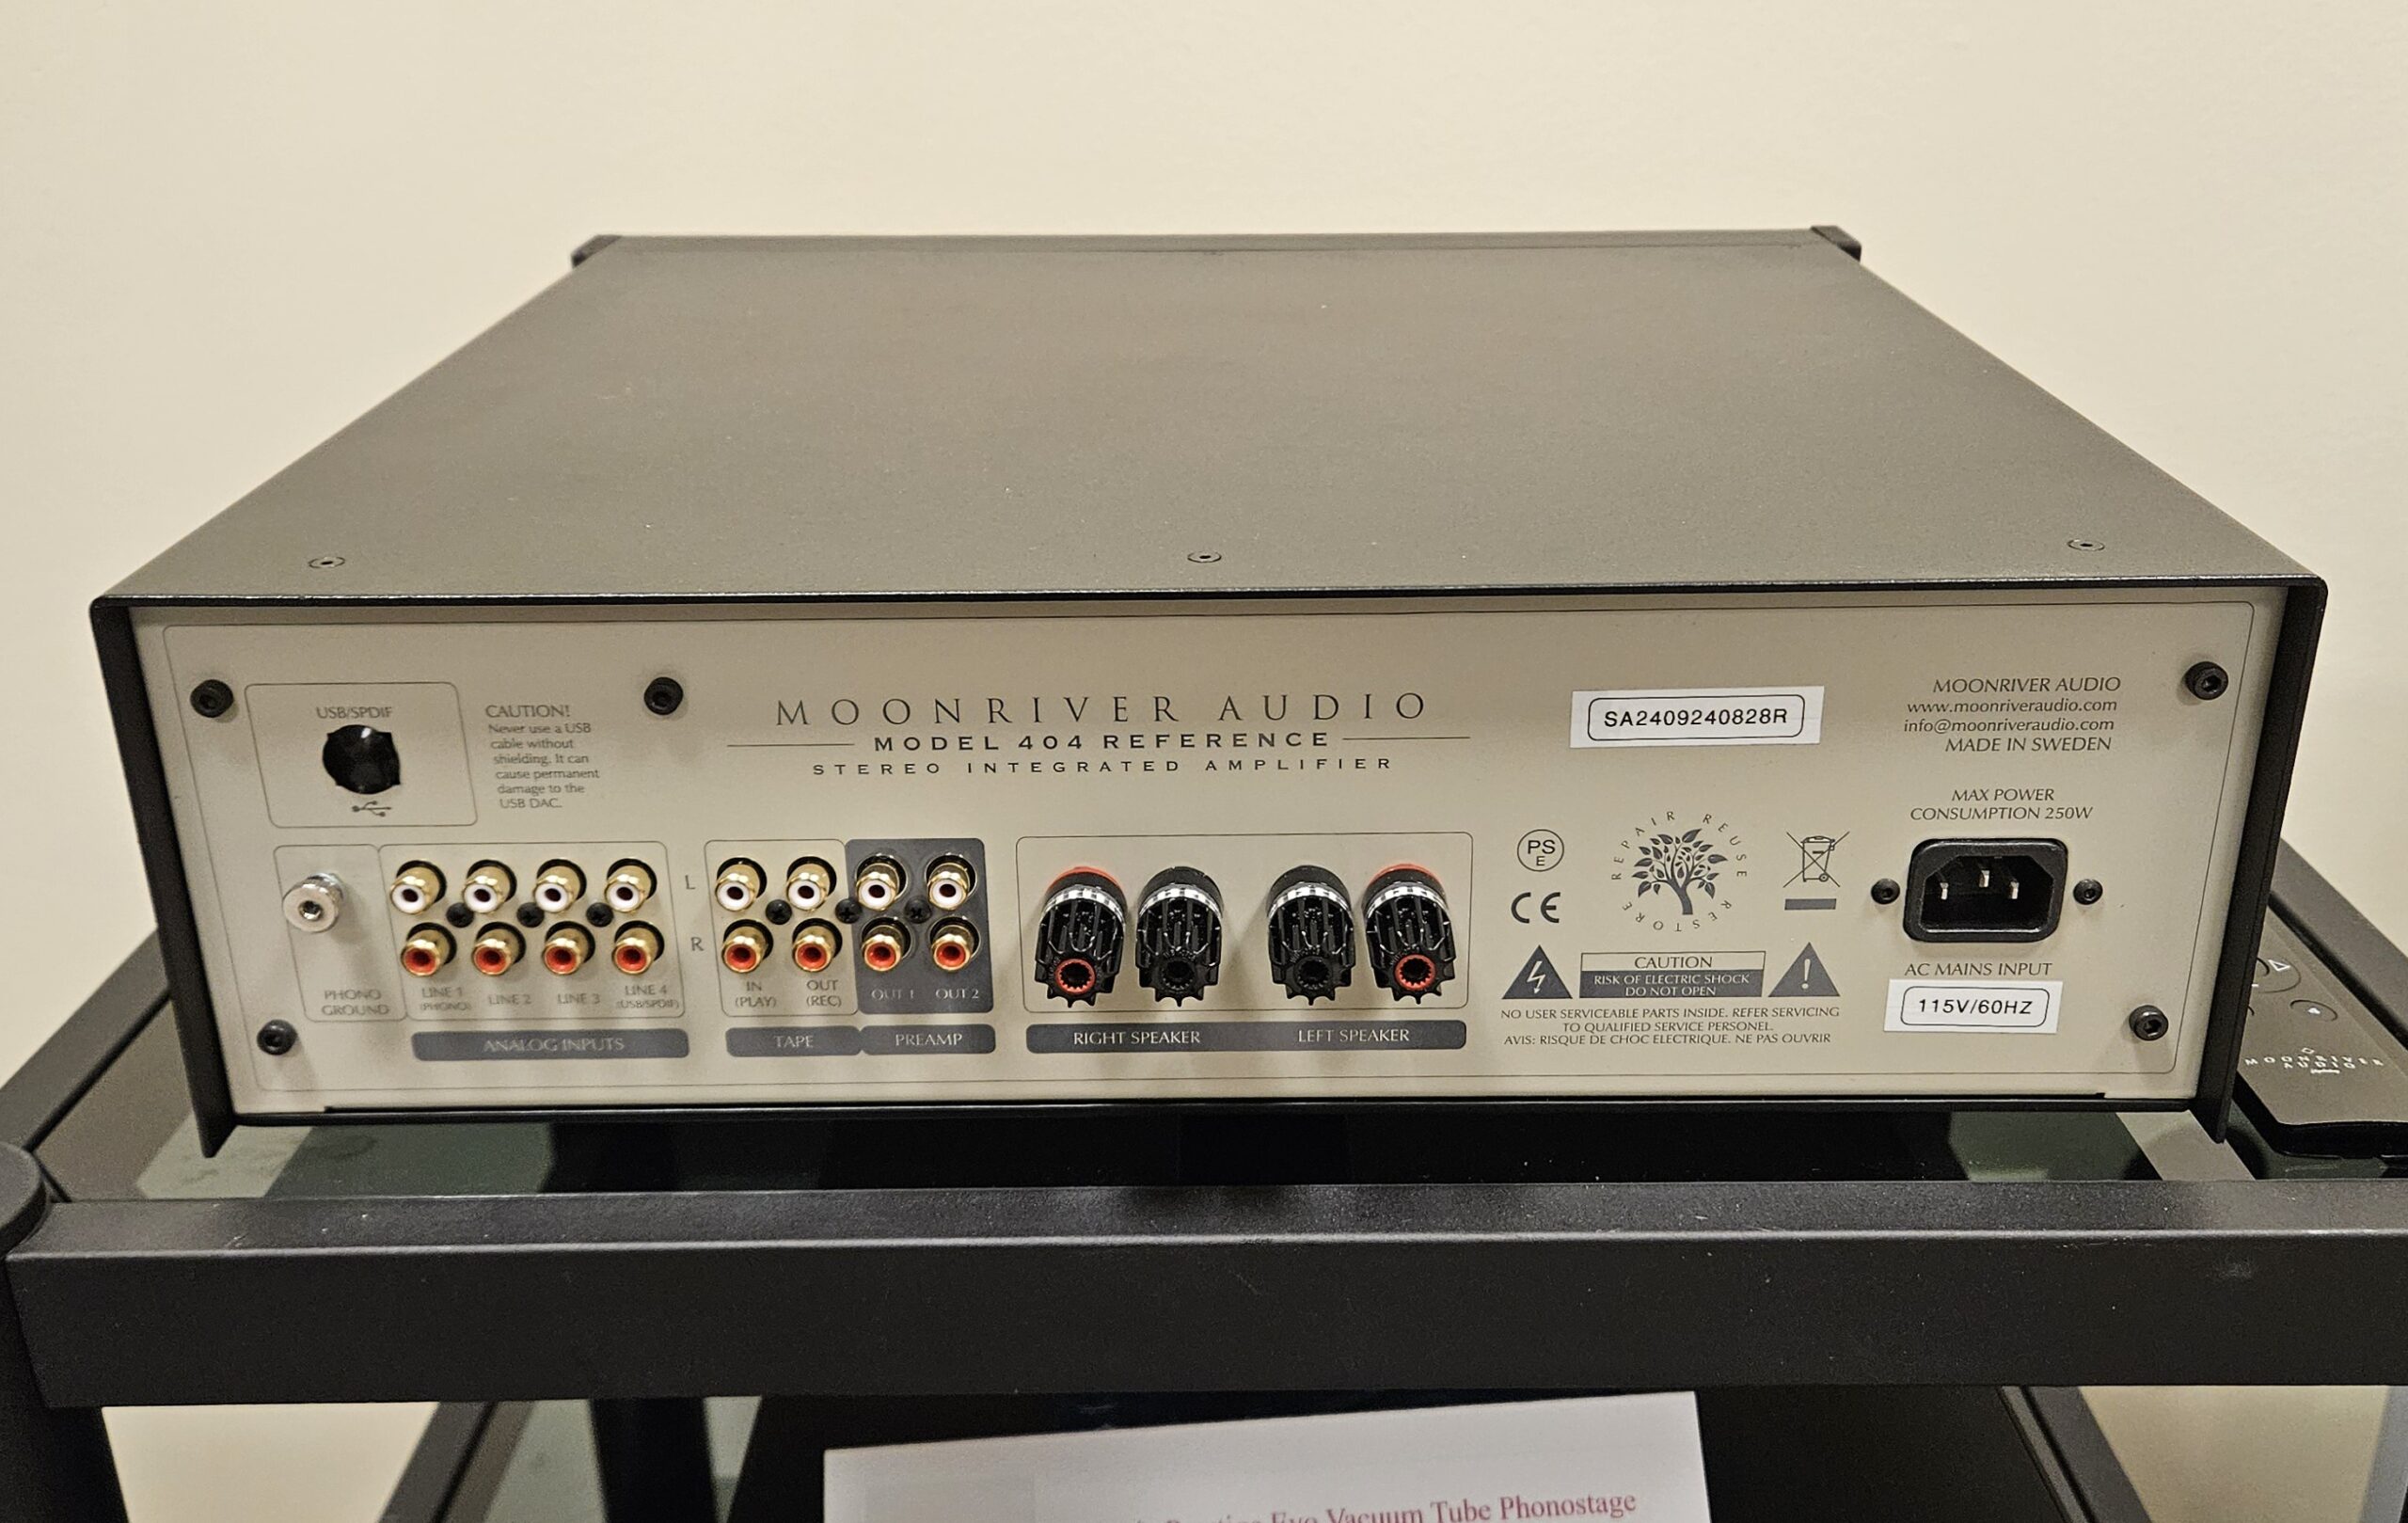 USB/SPDIF
CAUTION!
Never use a USB
cable without
shielding. It can
cause permanent
damage to the
USB DAC.
MOONRIVER AUDIO
MODEL 404 REFERENCE
STEREO INTEGRATED AMPLIFIER
SA2409240828R
MOONRIVER AUDIO
www.moonriveraudio.com
info@moonriveraudio.com
MADE IN SWEDEN
MAX POWER
CONSUMPTION 250W
PHONO
GROUND
LINE 1
(PHONO)
LINE 2
LINE 3
LINE 4
(USB/SPDIF)
ANALOG INPUTS
L
R
IN
(PLAY)
OUT
(REC)
TAPE
OUT 1
OUT 2
PREAMP
RIGHT SPEAKER
LEFT SPEAKER
PS
E
CE
REPAIR REUSE RESTORE
CAUTION
RISK OF ELECTRIC SHOCK
DO NOT OPEN
NO USER SERVICEABLE PARTS INSIDE. REFER SERVICING
TO QUALIFIED SERVICE PERSONEL.
AVIS: RISQUE DE CHOC ELECTRIQUE. NE PAS OUVRIR
AC MAINS INPUT
115V/60HZ
MOONRIVER
AUDIO
Evo Vacuum Tube Phonostage